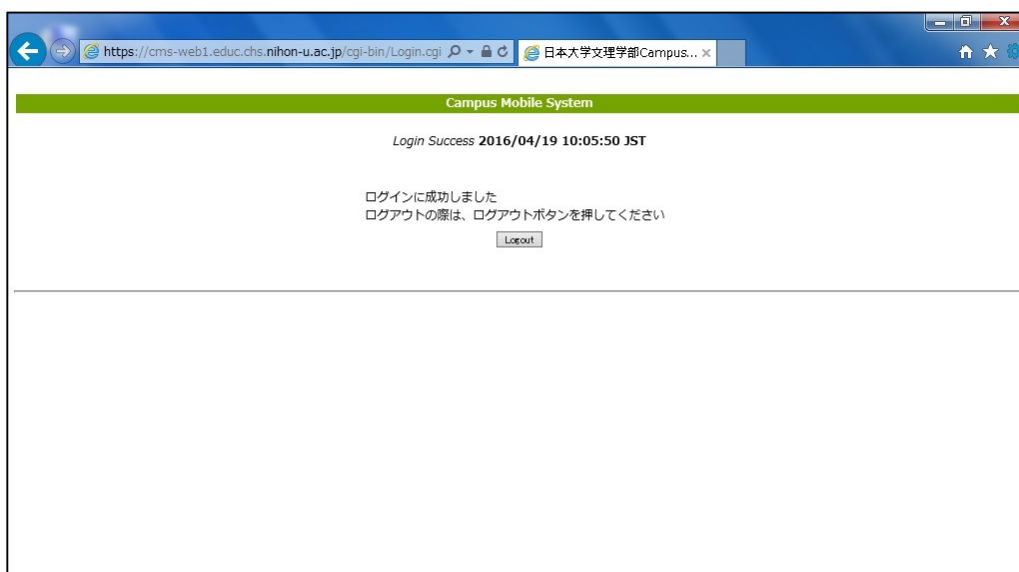 https://cms-web1.educ.chs.nihon-u.ac.jp/cgi-bin/Login.cgi
日本大学文理学部Campus...
Campus Mobile System
Login Success 2016/04/19 10:05:50 JST
ログインに成功しました
ログアウトの際は、ログアウトボタンを押してください
Logout